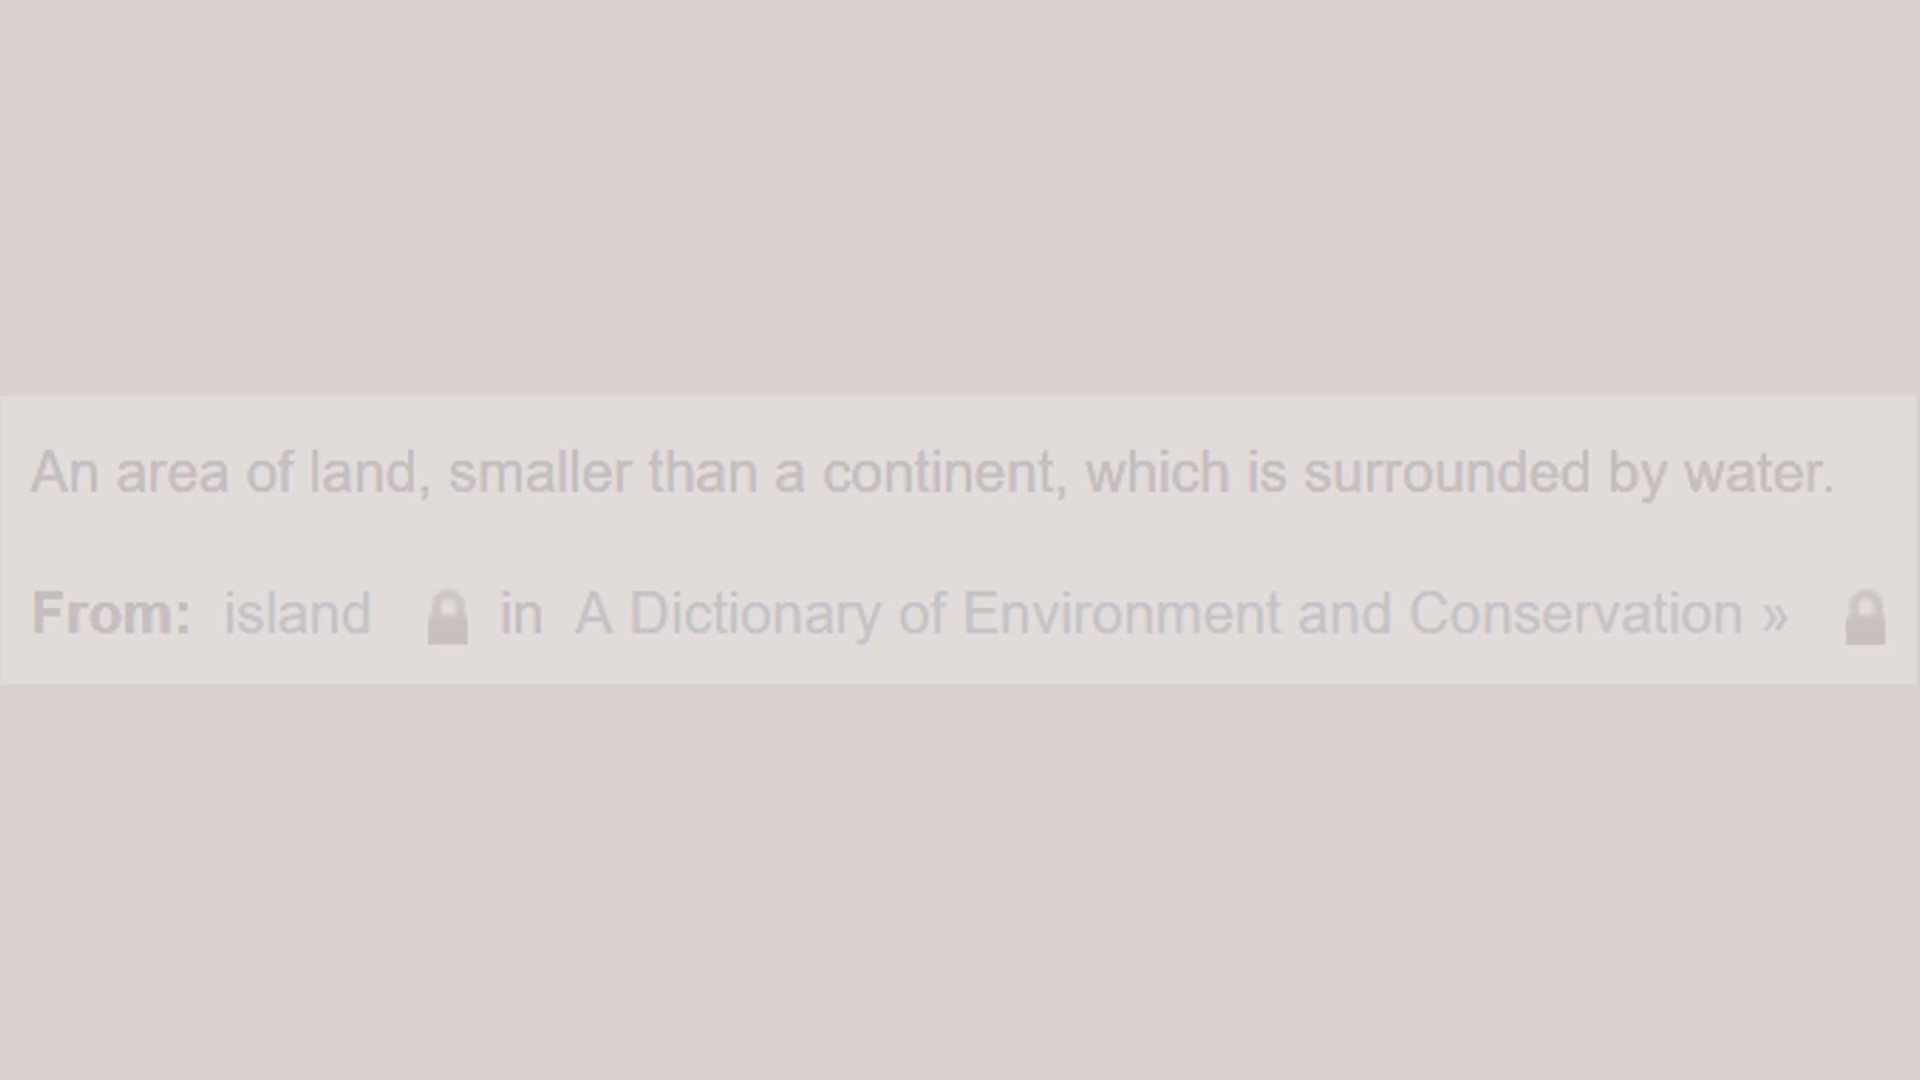 An area of land, smaller than a continent, which is surrounded by water.
From: island in A Dictionary of Environment and Conservation »